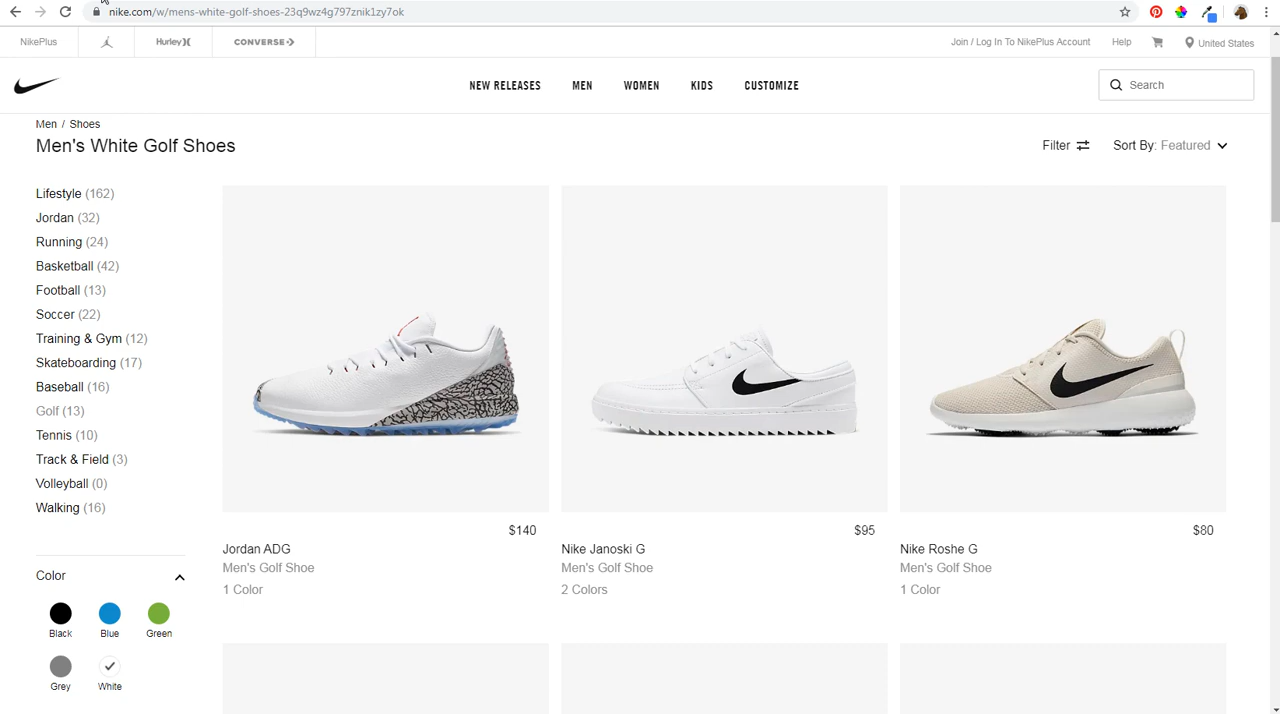 nike.com/w/mens-white-golf-shoes-23q9wz4g797znik1zy7ok
NikePlus
Hurley
CONVERSE
Join / Log In To NikePlus Account
Help
United States
NEW RELEASES
MEN
WOMEN
KIDS
CUSTOMIZE
Search
Men / Shoes
Men's White Golf Shoes
Filter
Sort By: Featured
Lifestyle (162)
Jordan (32)
Running (24)
Basketball (42)
Football (13)
Soccer (22)
Training & Gym (12)
Skateboarding (17)
Baseball (16)
Golf (13)
Tennis (10)
Track & Field (3)
Volleyball (0)
Walking (16)
Color
Black
Blue
Green
Grey
White
$140
Jordan ADG
Men's Golf Shoe
1 Color
$95
Nike Janoski G
Men's Golf Shoe
2 Colors
$80
Nike Roshe G
Men's Golf Shoe
1 Color